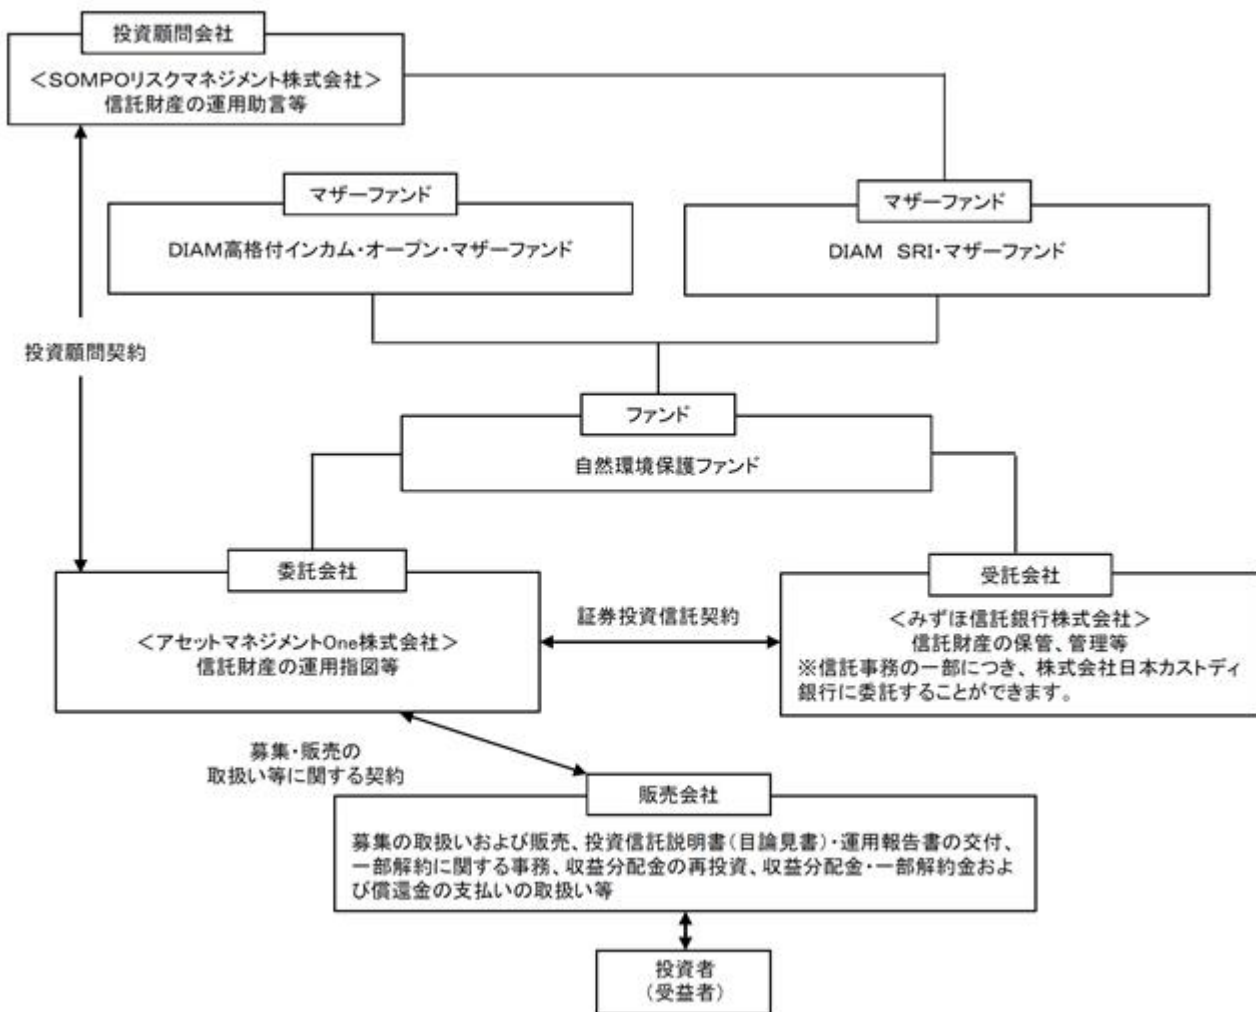 投資顧問会社
＜SOMPOリスクマネジメント株式会社＞
信託財産の運用助言等
マザーファンド
DIAM高格付インカム・オープン・マザーファンド
マザーファンド
DIAM　SRI・マザーファンド
投資顧問契約
ファンド
自然環境保護ファンド
委託会社
＜アセットマネジメントOne株式会社＞
信託財産の運用指図等
証券投資信託契約
受託会社
＜みずほ信託銀行株式会社＞
信託財産の保管、管理等
※信託事務の一部につき、株式会社日本カストディ
銀行に委託することができます。
募集・販売の
取扱い等に関する契約
販売会社
募集の取扱いおよび販売、投資信託説明書（目論見書）・運用報告書の交付、
一部解約に関する事務、収益分配金の再投資、収益分配金・一部解約金およ
び償還金の支払いの取扱い等
投資者
（受益者）